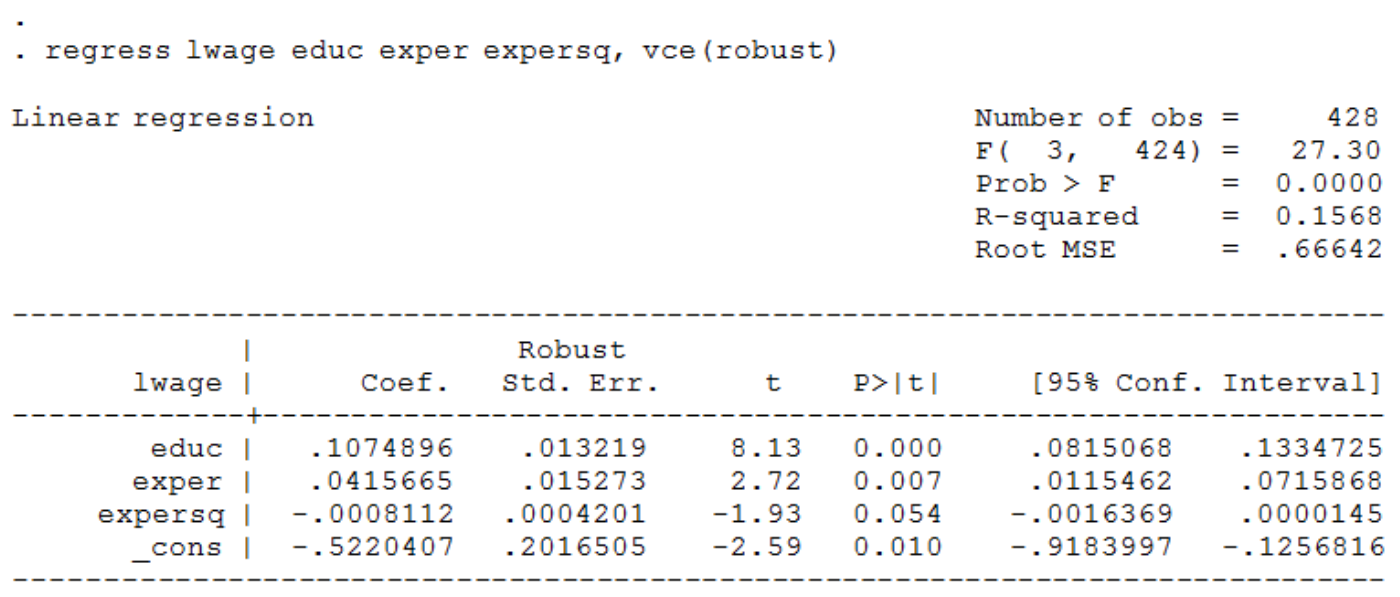 .
. regress lwage educ exper expersq, vce(robust)
Linear regression                                      Number of obs =     428
                                                       F(  3,   424) =   27.30
                                                       Prob > F      =  0.0000
                                                       R-squared     =  0.1568
                                                       Root MSE      =  .66642
------------------------------------------------------------------------------
             |               Robust
       lwage |      Coef.   Std. Err.      t    P>|t|     [95% Conf. Interval]
-------------+----------------------------------------------------------------
        educ |   .1074896    .013219     8.13   0.000     .0815068    .1334725
       exper |   .0415665    .015273     2.72   0.007     .0115462    .0715868
     expersq |  -.0008112   .0004201    -1.93   0.054    -.0016369    .0000145
       _cons |  -.5220407   .2016505    -2.59   0.010    -.9183997   -.1256816
------------------------------------------------------------------------------